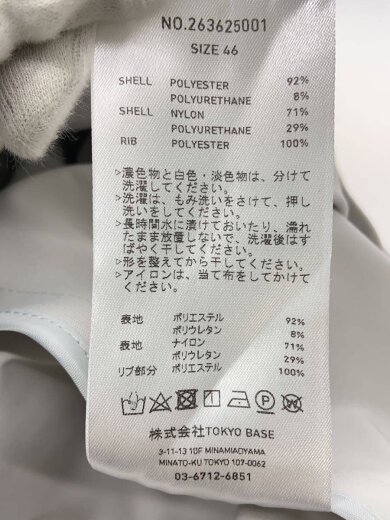 NO.263625001
SIZE 46
SHELL POLYESTER 92%
POLYURETHANE 8%
SHELL NYLON 71%
POLYURETHANE 29%
RIB POLYESTER 100%
>濃色物と白色・淡色物は、分けて
洗濯してください。
>洗濯は、もみ洗いをさけて、押し
洗いをしてください。
>長時間水に漬けておいたり、濡れ
たまま放置しないで、洗濯後はす
ばやく干してください。
>形を整えてから干してください。
>アイロンは、当て布をしてかけて
ください。
表地 ポリエステル 92%
ポリウレタン 8%
表地 ナイロン 71%
ポリウレタン 29%
リブ部分 ポリエステル 100%
株式会社TOKYO BASE
3-11-13 10F MINAMIAOYAMA
MINATO-KU TOKYO 107-0062
03-6712-6851